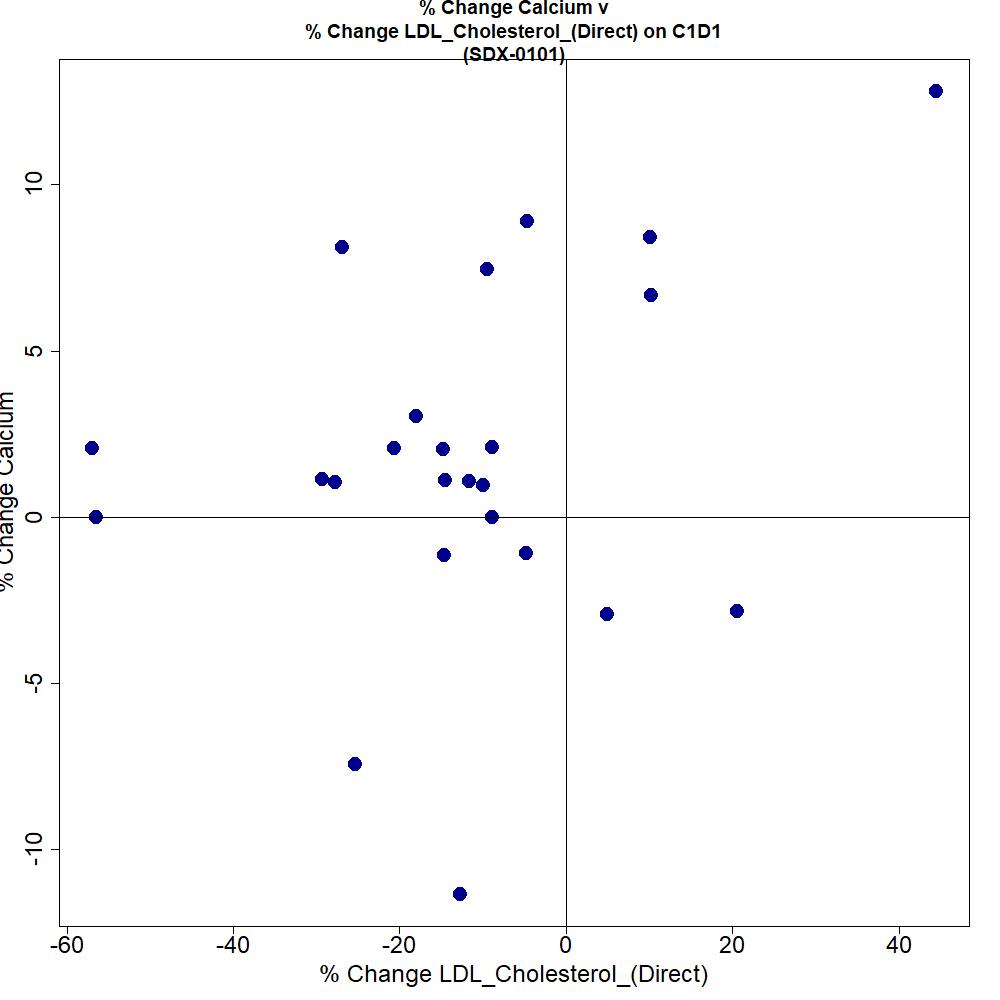 % Change Calcium v
% Change LDL_Cholesterol_(Direct) on C1D1
(SDX-0101)
% Change Calcium
10
5
0
-5
-10
-60
-40
-20
0
20
40
% Change LDL_Cholesterol_(Direct)